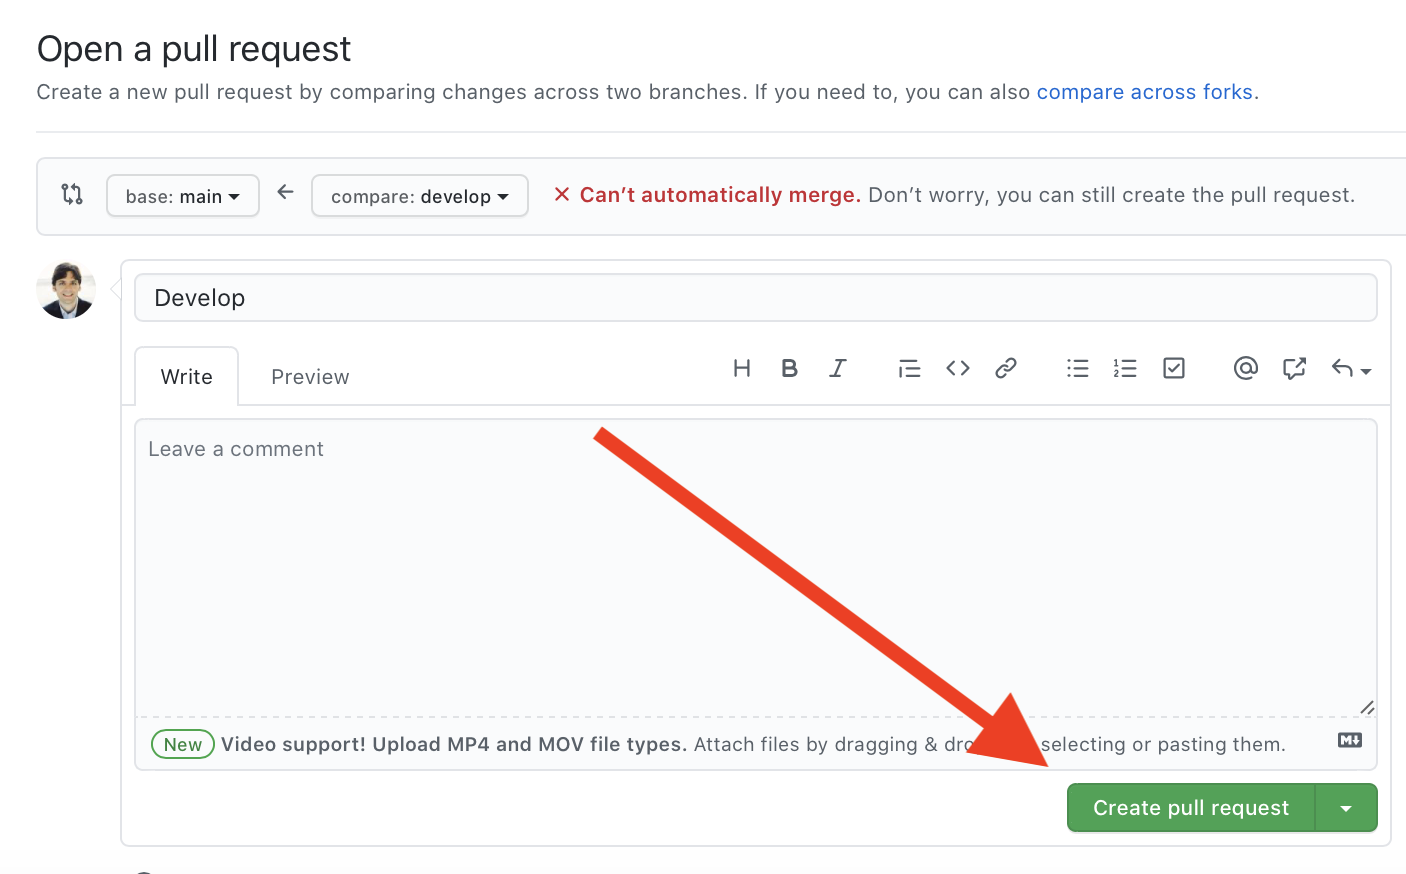 Open a pull request
Create a new pull request by comparing changes across two branches. If you need to, you can also compare across forks.
base: main compare: develop Can’t automatically merge. Don’t worry, you can still create the pull request.
Develop
Write Preview H B I
Leave a comment
New Video support! Upload MP4 and MOV file types. Attach files by dragging & selecting or pasting them.
Create pull request